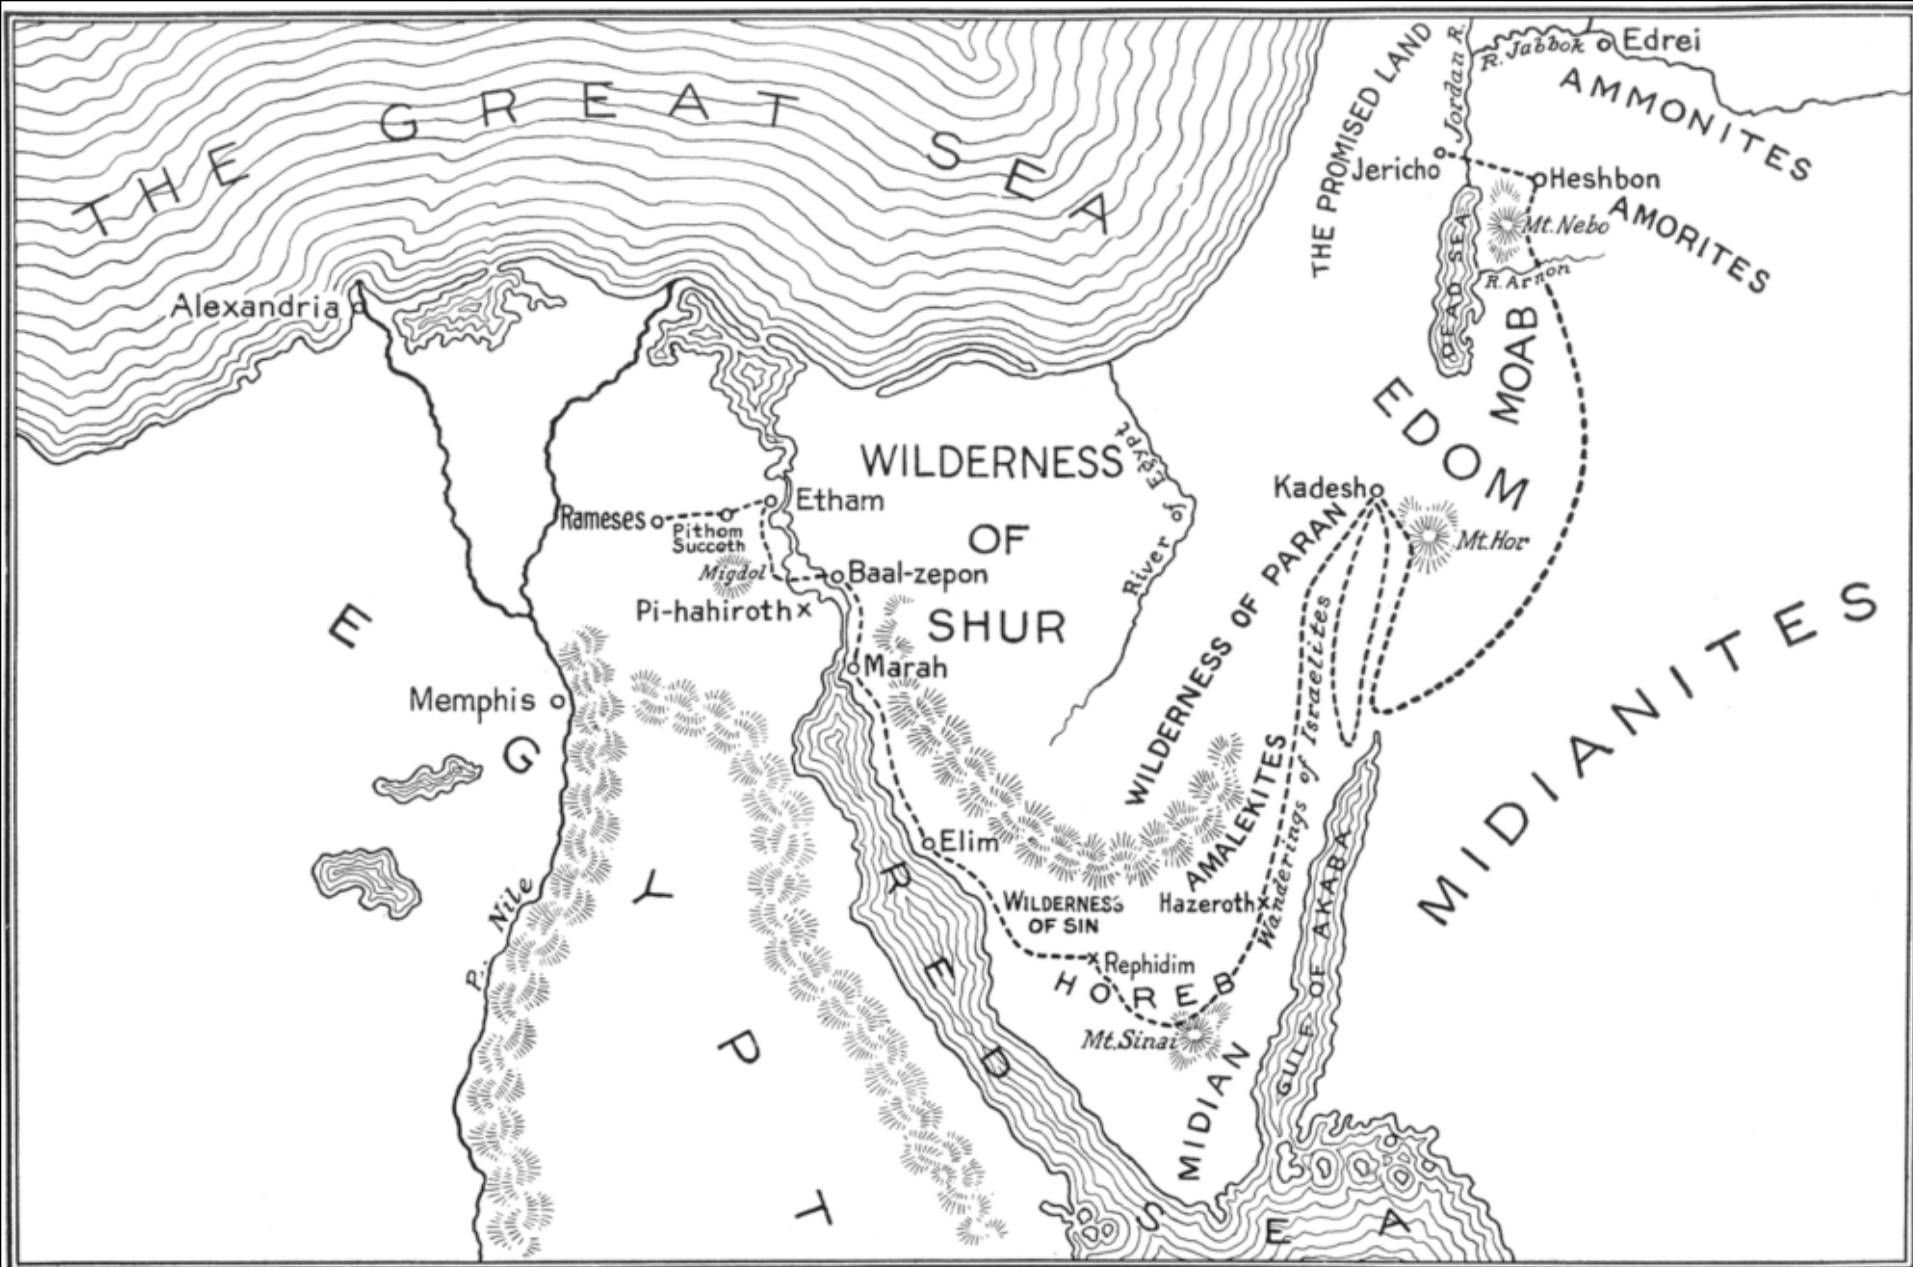 THE GREAT SEA
THE PROMISED LAND
Jordan R.
R. Jabbok
Edrei
AMMONITES
Jericho
Heshbon
Mt. Nebo
AMORITES
DEAD SEA
R. Arnon
MOAB
EDOM
Alexandria
WILDERNESS
OF
SHUR
River of Egypt
Kadesh
Mt. Hor
Rameses
Pithom
Succoth
Etham
Migdol
Baal-zepon
Pi-hahiroth
Marah
Memphis
EGYPT
R. Nile
WILDERNESS OF PARAN
AMALEKITES
Wanderings of Israelites
MIDIANITES
Elim
WILDERNESS
OF SIN
Hazeroth
Rephidim
HOREB
Mt. Sinai
MIDIAN
GULF OF AKABA
RED SEA